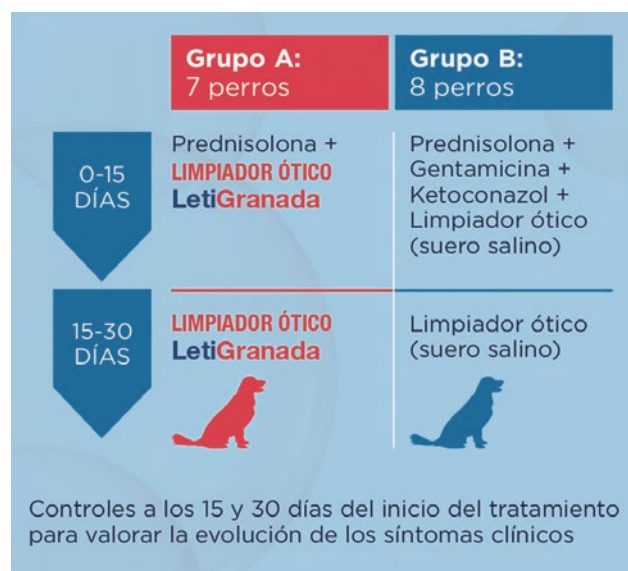 Grupo A:
7 perros
Grupo B:
8 perros
0-15
DÍAS
Prednisolona +
LIMPIADOR ÓTICO
LetiGranada
Prednisolona +
Gentamicina +
Ketoconazol +
Limpiador ótico
(suero salino)
15-30
DÍAS
LIMPIADOR ÓTICO
LetiGranada
Limpiador ótico
(suero salino)
Controles a los 15 y 30 días del inicio del tratamiento
para valorar la evolución de los síntomas clínicos